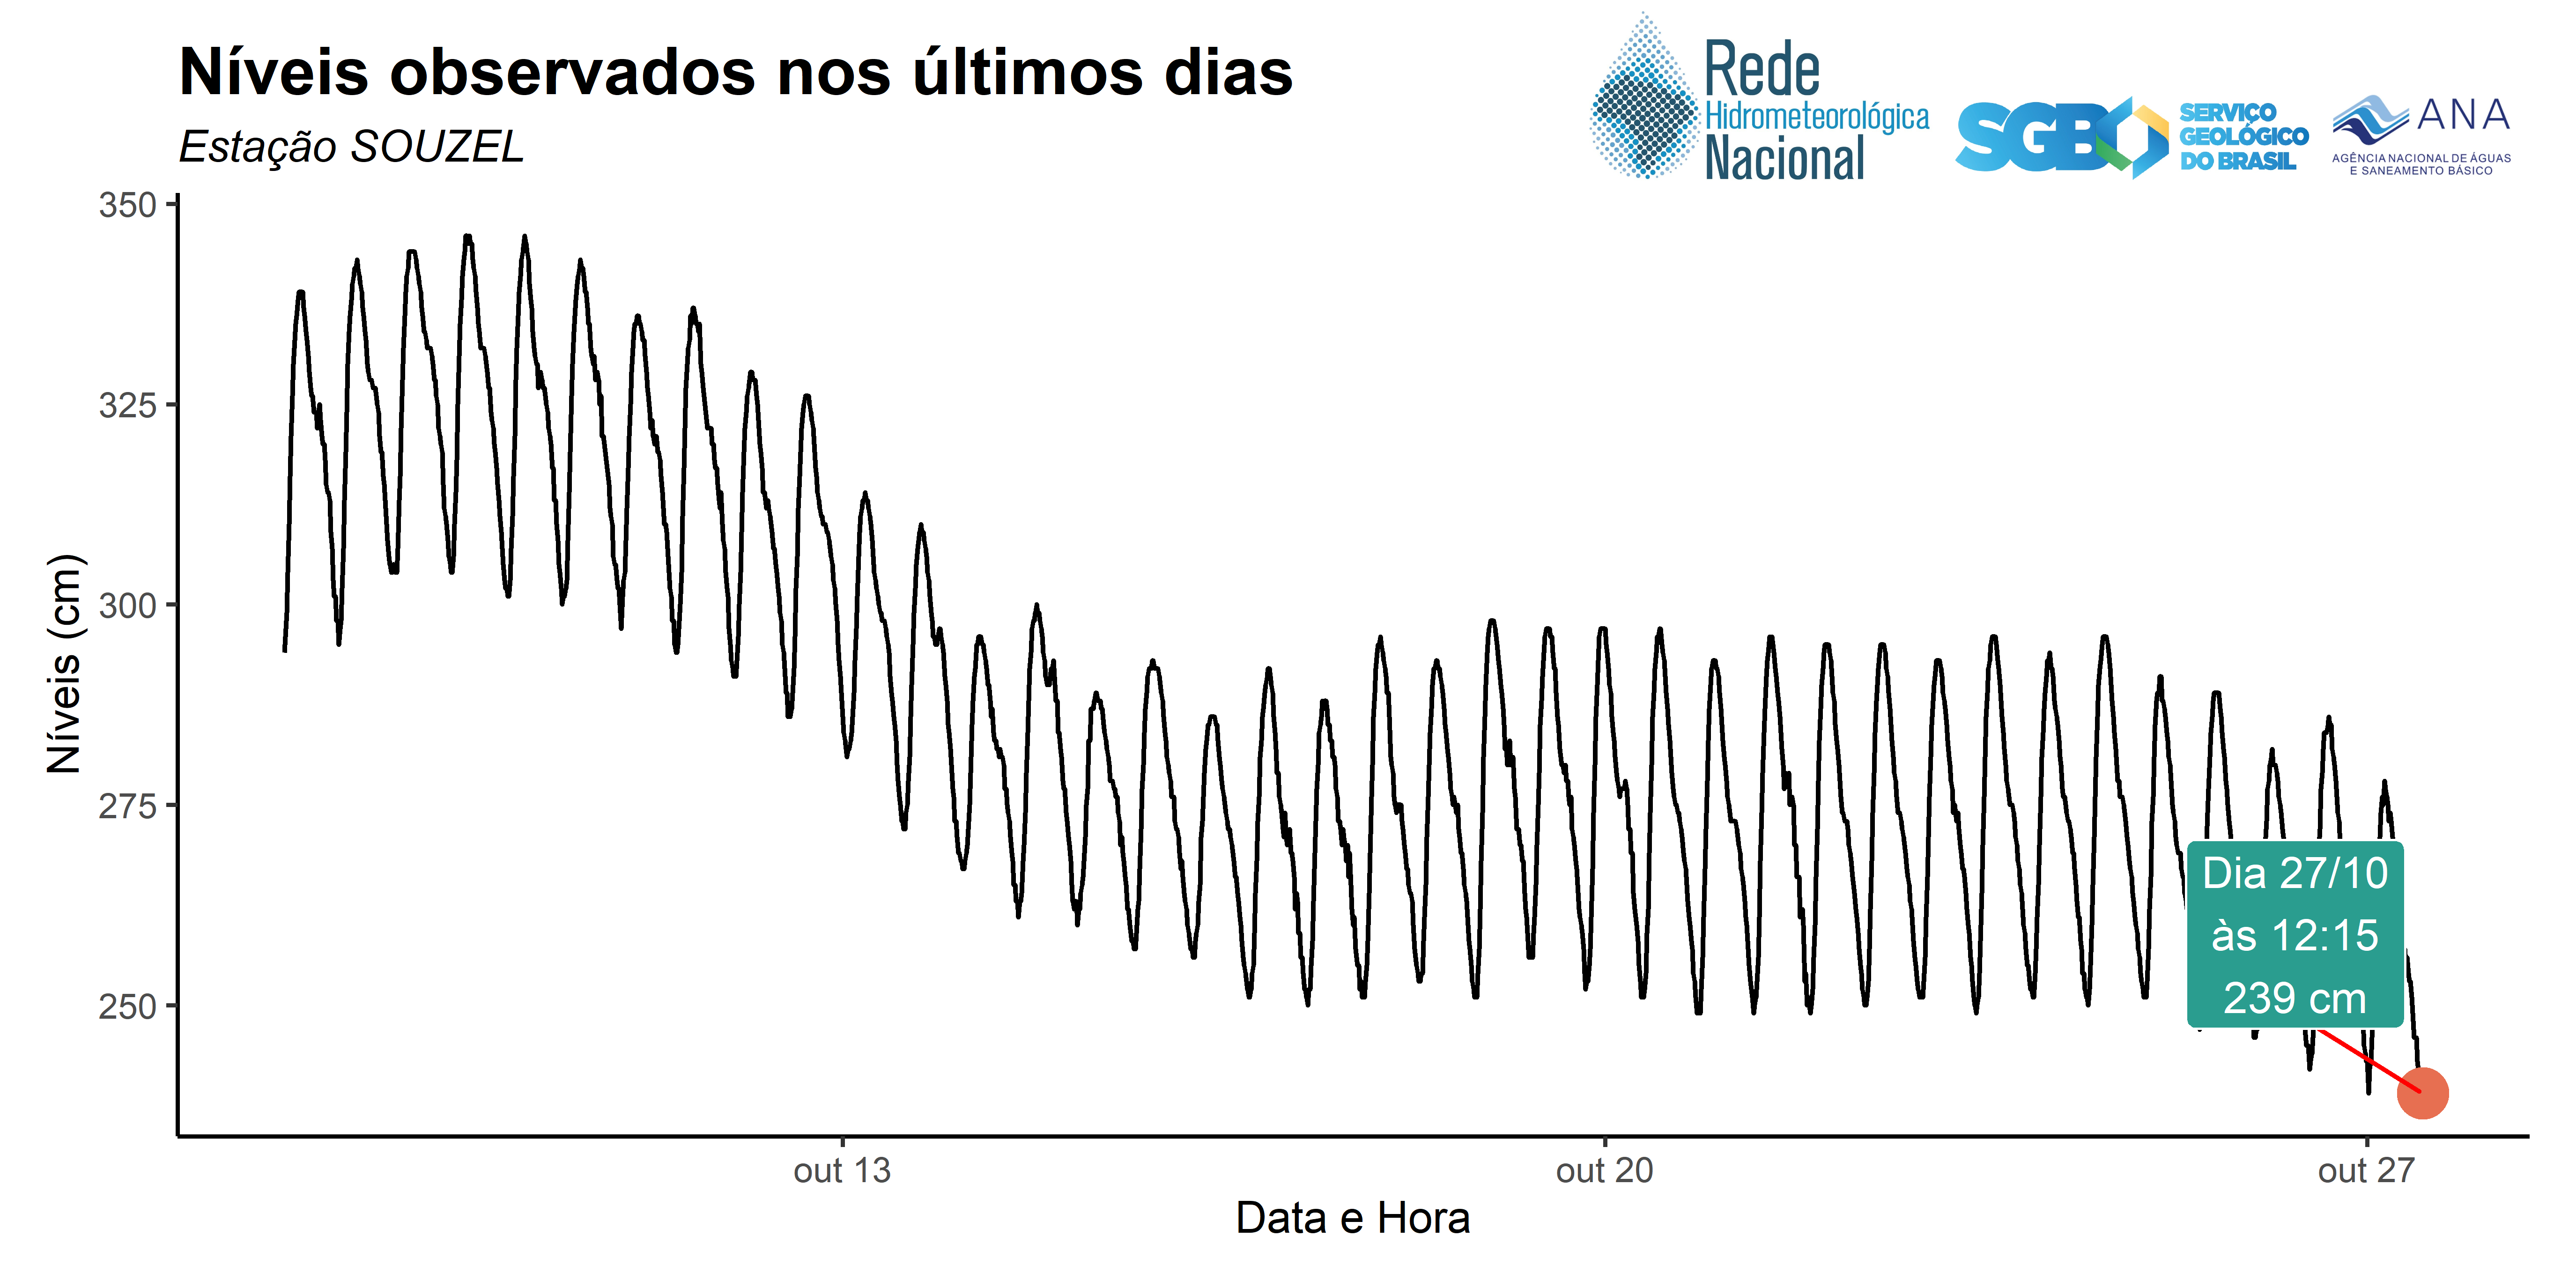 Níveis observados nos últimos dias
Estação SOUZEL
Rede
Hidrometeorológica
Nacional
SGB
SERVIÇO
GEOLÓGICO
DO BRASIL
ANA
AGÊNCIA NACIONAL DE ÁGUAS
E SANEAMENTO BÁSICO
Níveis (cm)
350
325
300
275
250
Dia 27/10
às 12:15
239 cm
out 13
out 20
out 27
Data e Hora